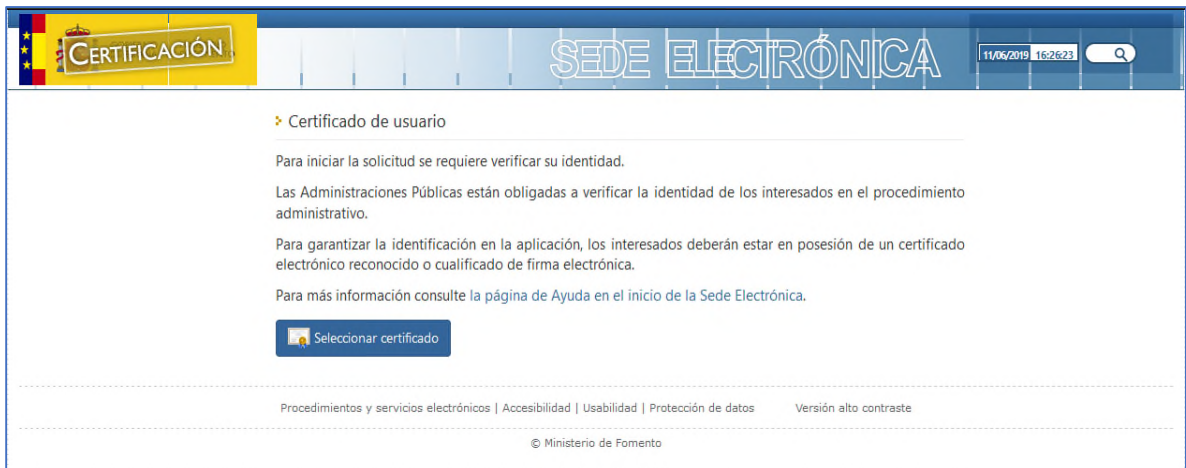 CERTIFICACIÓN
SEDE ELECTRÓNICA
11/06/2019 16:26:23
Certificado de usuario
Para iniciar la solicitud se requiere verificar su identidad.
Las Administraciones Públicas están obligadas a verificar la identidad de los interesados en el procedimiento
administrativo.
Para garantizar la identificación en la aplicación, los interesados deberán estar en posesión de un certificado
electrónico reconocido o cualificado de firma electrónica.
Para más información consulte la página de Ayuda en el inicio de la Sede Electrónica.
Seleccionar certificado
Procedimientos y servicios electrónicos | Accesibilidad | Usabilidad | Protección de datos Versión alto contraste
© Ministerio de Fomento